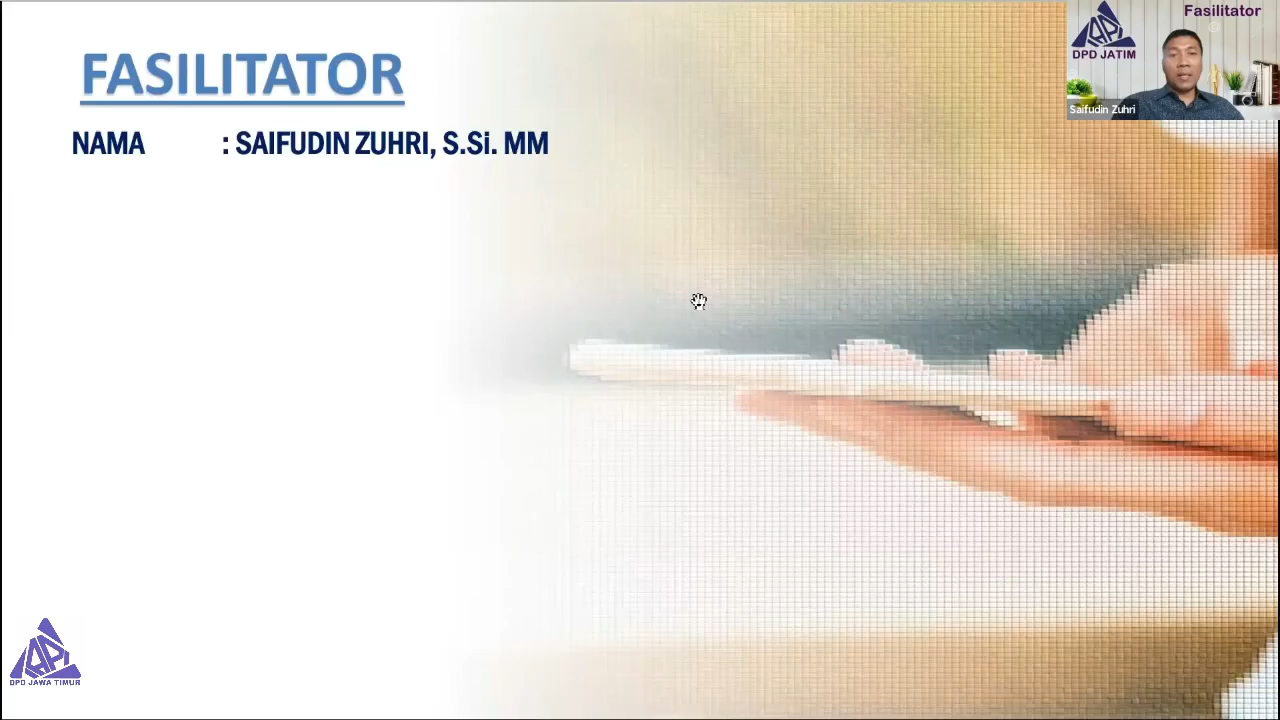 FASILITATOR
NAMA : SAIFUDIN ZUHRI, S.Si. MM
Fasilitator
DPD JATIM
Saifudin Zuhri
DPD JAWA TIMUR